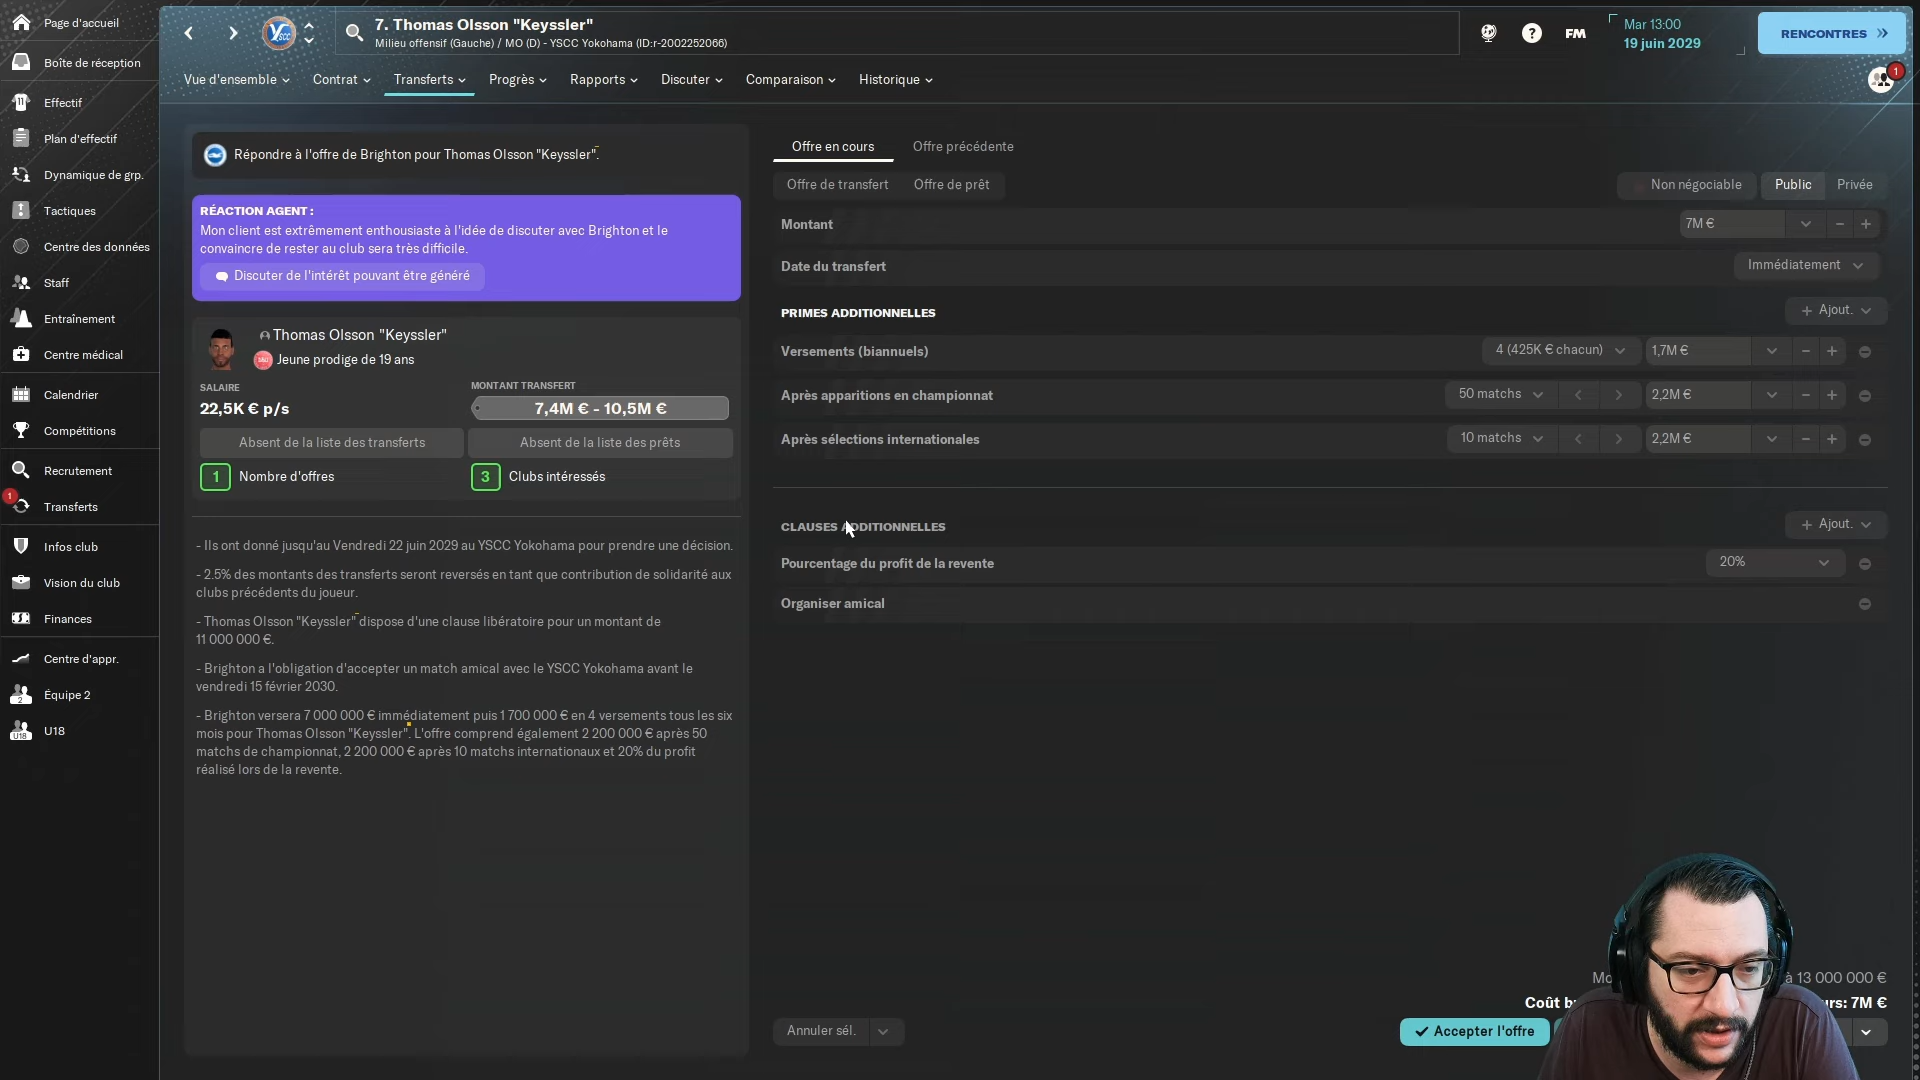 Page d'accueil
Boîte de réception
Effectif
Plan d'effectif
Dynamique de grp.
Tactiques
Centre des données
Staff
Entraînement
Centre médical
Calendrier
Compétitions
Recrutement
1
Transferts
Infos club
Vision du club
Finances
Centre d'appr.
2
Équipe 2
U18
U18
7. Thomas Olsson "Keyssler"
Milieu offensif (Gauche) / MO (D) - YSCC Yokohama (ID:r-2002252066)
FM
Mar 13:00
19 juin 2029
RENCONTRES
1
Vue d'ensemble
Contrat
Transferts
Progrès
Rapports
Discuter
Comparaison
Historique
Répondre à l'offre de Brighton pour Thomas Olsson "Keyssler".
RÉACTION AGENT :
Mon client est extrêmement enthousiaste à l'idée de discuter avec Brighton et le
convaincre de rester au club sera très difficile.
Discuter de l'intérêt pouvant être généré
Thomas Olsson "Keyssler"
Jeune prodige de 19 ans
SALAIRE
22,5K € p/s
MONTANT TRANSFERT
7,4M € - 10,5M €
Absent de la liste des transferts
Absent de la liste des prêts
1 Nombre d'offres
3 Clubs intéressés
- Ils ont donné jusqu'au Vendredi 22 juin 2029 au YSCC Yokohama pour prendre une décision.
- 2.5% des montants des transferts seront reversés en tant que contribution de solidarité aux
clubs précédents du joueur.
- Thomas Olsson "Keyssler" dispose d'une clause libératoire pour un montant de
11 000 000 €.
- Brighton a l'obligation d'accepter un match amical avec le YSCC Yokohama avant le
vendredi 15 février 2030.
- Brighton versera 7 000 000 € immédiatement puis 1 700 000 € en 4 versements tous les six
mois pour Thomas Olsson "Keyssler". L'offre comprend également 2 200 000 € après 50
matchs de championnat, 2 200 000 € après 10 matchs internationaux et 20% du profit
réalisé lors de la revente.
Offre en cours
Offre précédente
Offre de transfert
Offre de prêt
Non négociable
Public
Privée
Montant
7M €
Date du transfert
Immédiatement
PRIMES ADDITIONNELLES
Ajout.
Versements (biannuels)
4 (425K € chacun)
1,7M €
Après apparitions en championnat
50 matchs
2,2M €
Après sélections internationales
10 matchs
2,2M €
CLAUSES ADDITIONNELLES
Ajout.
Pourcentage du profit de la revente
20%
Organiser amical
à 13 000 000 €
Coût
7M €
Annuler sél.
Accepter l'offre